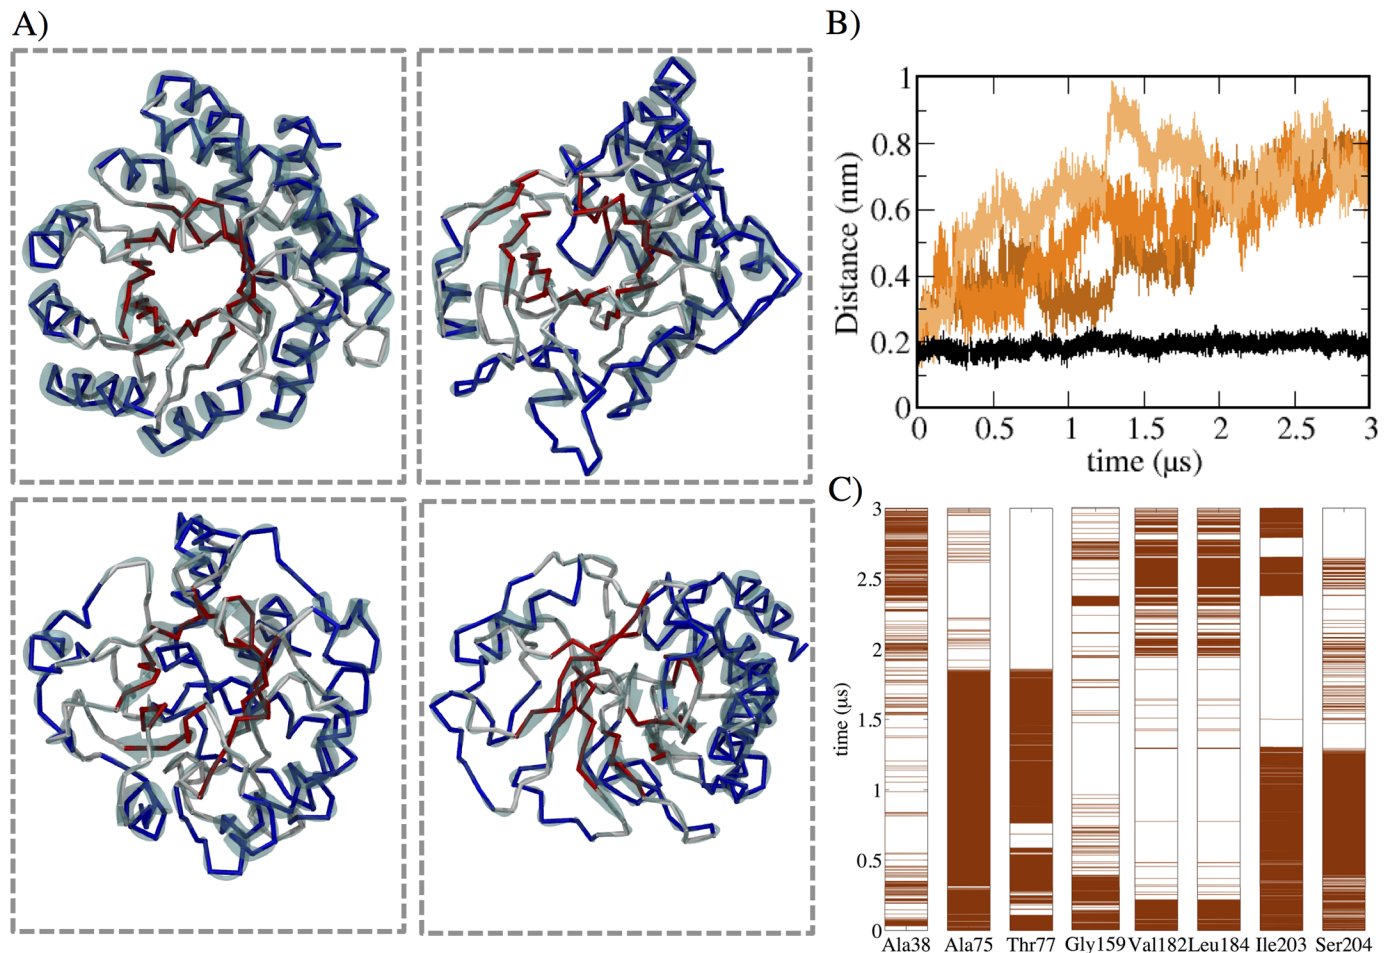 A)
B)
1
0.8
0.6
0.4
0.2
0
Distance (nm)
0 0.5 1 1.5 2 2.5 3
time (μs)
C)
3
2.5
2
1.5
1
0.5
0
time (μs)
Ala38 Ala75 Thr77 Gly159 Val182 Leu184 Ile203 Ser204